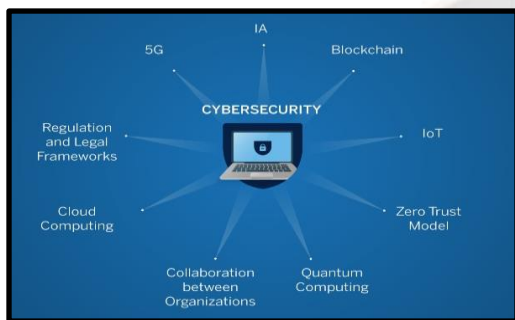 IA
5G
Blockchain
CYBERSECURITY
Regulation
and Legal
Frameworks
IoT
Cloud
Computing
Zero Trust
Model
Collaboration
between
Organizations
Quantum
Computing